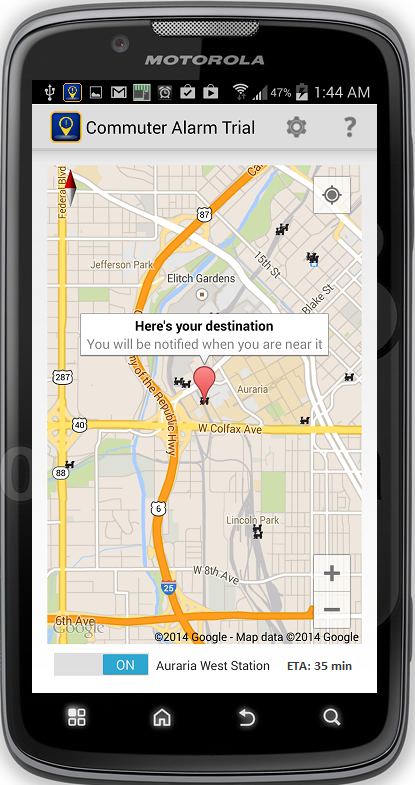 MOTOROLA
47% 1:44 AM
Commuter Alarm Trial
?
Federal Blvd
87
Jefferson Park
15th St
Elitch Gardens
Blake St
Here's your destination
You will be notified when you are near it
287
Auraria
ny of the Republic Hwy
40
W Colfax Ave
88
6
Lincoln Park
W 8th Ave
25
+
−
6th Ave
Google
©2014 Google - Map data ©2014 Google
ON Auraria West Station ETA: 35 min